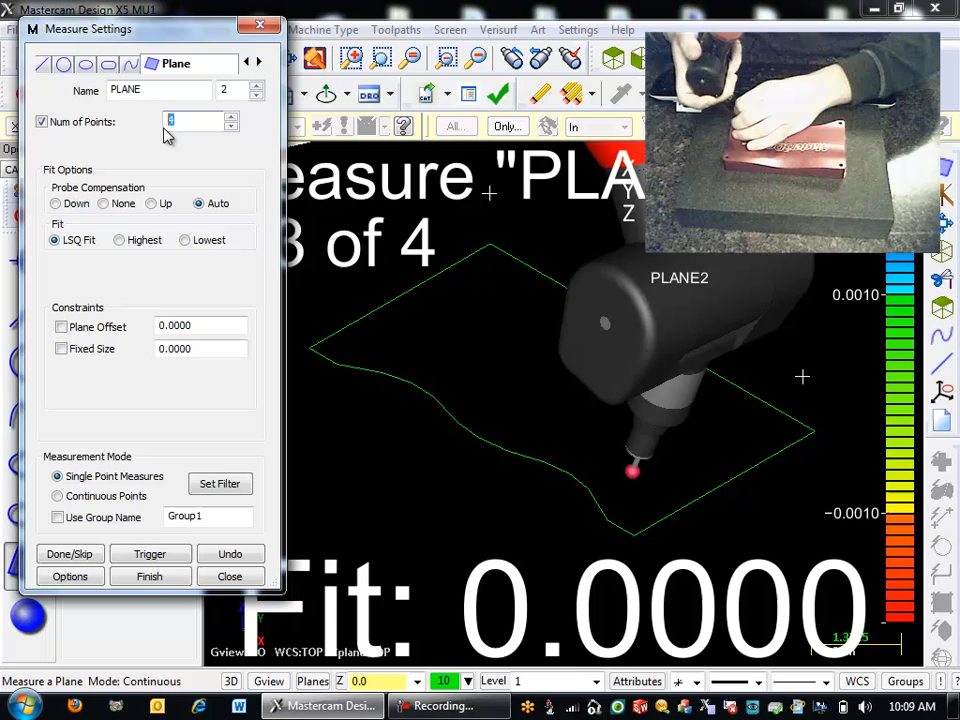 Mastercam Design X5 MU1
Machine Type
Toolpaths
Screen
Verisurf
Art
Settings
Help
Measure Settings
Plane
Name
PLANE
2
Num of Points:
4
Fit Options
Probe Compensation
Down
None
Up
Auto
Fit
LSQ Fit
Highest
Lowest
Constraints
Plane Offset
0.0000
Fixed Size
0.0000
Measurement Mode
Single Point Measures
Set Filter
Continuous Points
Use Group Name
Group1
Done/Skip
Trigger
Undo
Options
Finish
Close
CAT
DRO
All...
Only...
In
easure "PLA
3 of 4
X
Y
Z
PLANE2
0.0010
−0.0010
Fit: 0.0000
Y
X
WCS:TOP
Measure a Plane Mode: Continuous
3D
Gview
Planes
Z
0.0
10
Level
1
Attributes
WCS
Groups
Mastercam Desi...
Recording....
10:09 AM